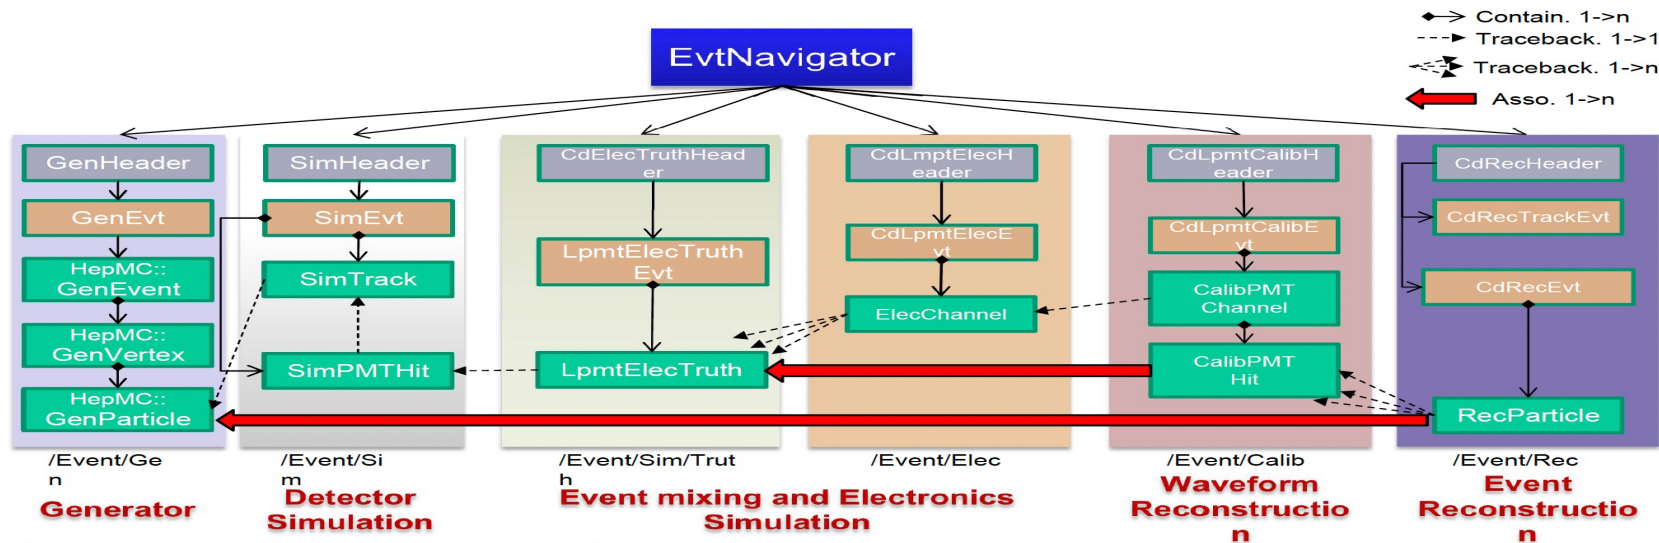 Contain. 1->n
Traceback. 1->1
Traceback. 1->n
Asso. 1->n
EvtNavigator
GenHeader
GenEvt
HepMC::
GenEvent
HepMC::
GenVertex
HepMC::
GenParticle
/Event/Ge
n
Generator
SimHeader
SimEvt
SimTrack
SimPMTHit
/Event/Si
m
Detector
Simulation
CdElecTruthHead
er
LpmtElecTruth
Evt
LpmtElecTruth
/Event/Sim/Trut
h
CdLmptElecH
eader
CdLpmtElecE
vt
ElecChannel
/Event/Elec
Event mixing and Electronics
Simulation
CdLpmtCalibH
eader
CdLpmtCalibE
vt
CalibPMT
Channel
CalibPMT
Hit
/Event/Calib
Waveform
Reconstructio
n
CdRecHeader
CdRecTrackEvt
CdRecEvt
RecParticle
/Event/Rec
Event
Reconstructio
n